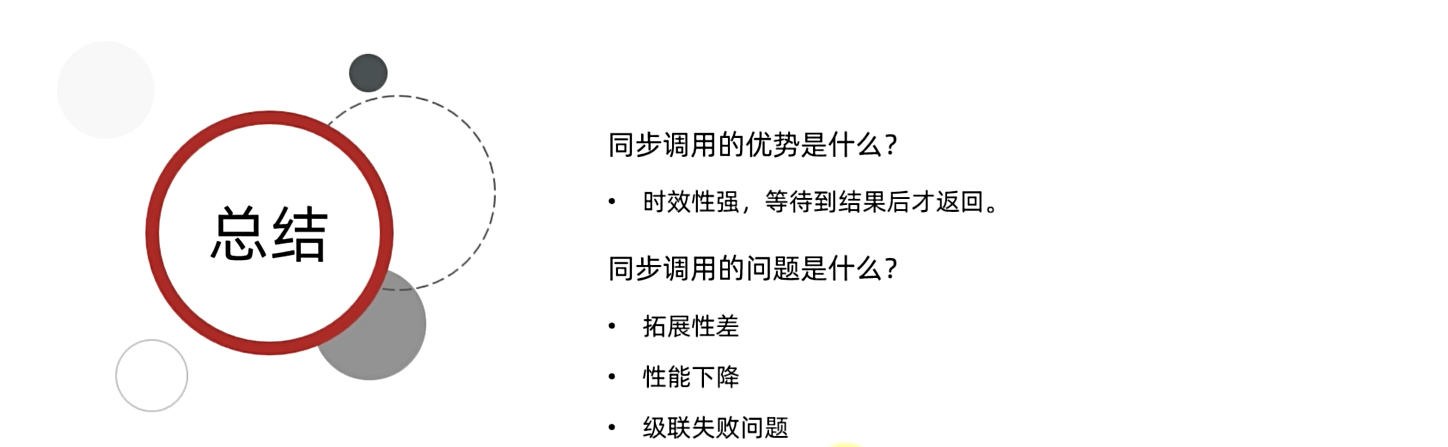 总结
同步调用的优势是什么？
• 时效性强，等待到结果后才返回。
同步调用的问题是什么？
• 拓展性差
• 性能下降
• 级联失败问题